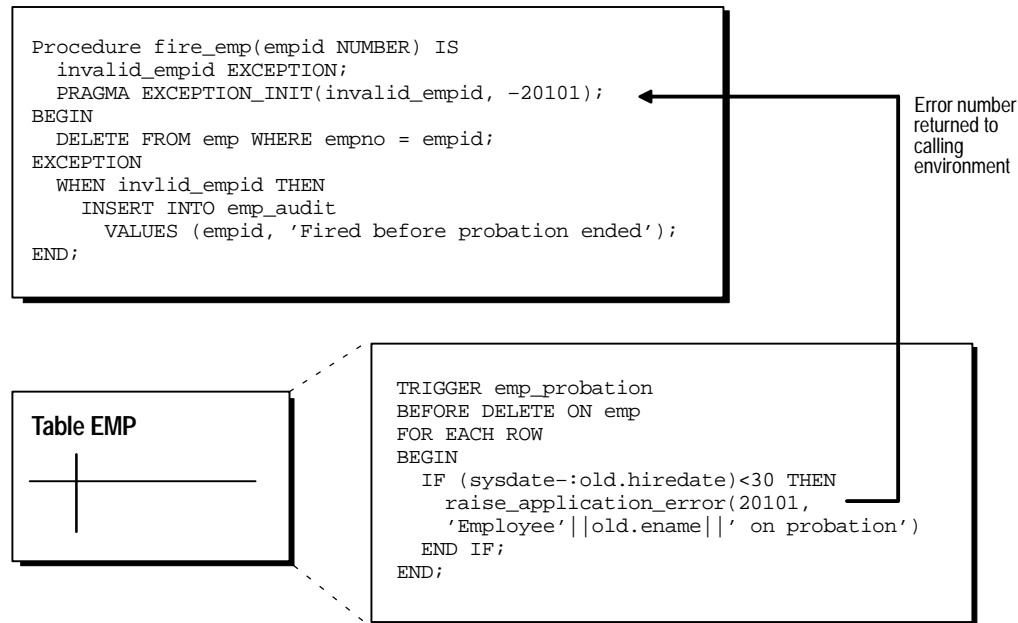 Procedure fire_emp(empid NUMBER) IS
invalid_empid EXCEPTION;
PRAGMA EXCEPTION_INIT(invalid_empid, –20101);
BEGIN
DELETE FROM emp WHERE empno = empid;
EXCEPTION
WHEN invlid_empid THEN
INSERT INTO emp_audit
VALUES (empid, ’Fired before probation ended’);
END;
Error number
returned to
calling
environment
Table EMP
TRIGGER emp_probation
BEFORE DELETE ON emp
FOR EACH ROW
BEGIN
IF (sysdate–:old.hiredate)<30 THEN
raise_application_error(20101,
’Employee’||old.ename||’ on probation’)
END IF;
END;